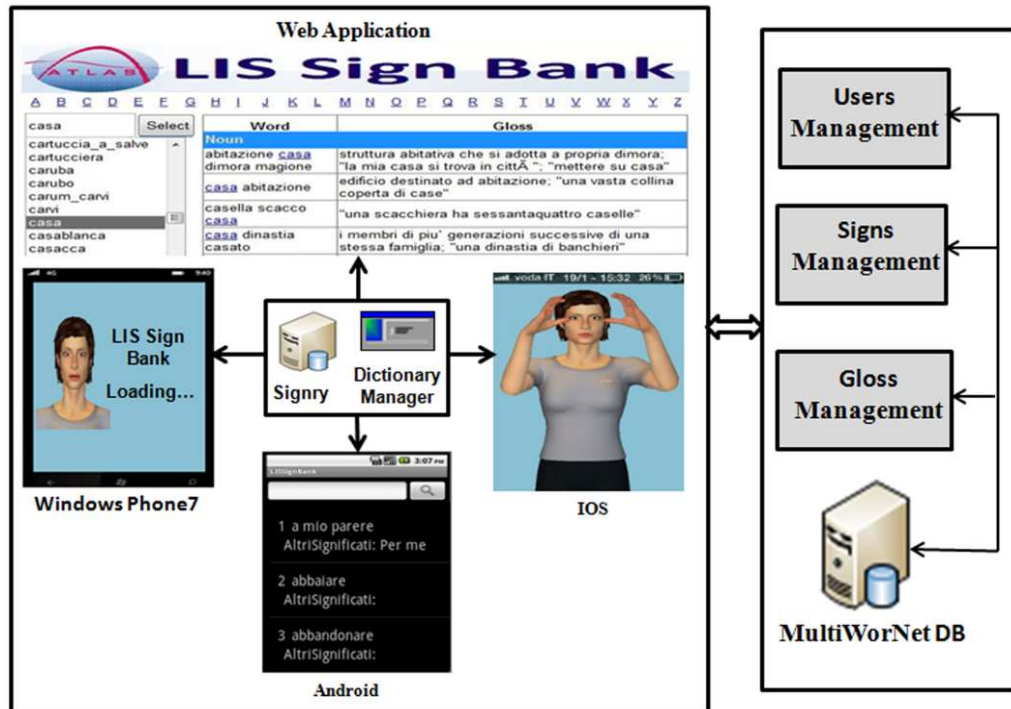 Web Application
ATLAS
LIS Sign Bank
A B C D E F G H I J K L M N O P Q R S T U V W X Y Z
casa Select
cartuccia_a_salve
cartucciera
caruba
carubo
carum_carvi
carvi
casa
casablanca
casacca
Word Gloss
Noun
abitazione casa struttura abitativa che si adotta a propria dimora;
dimora magione "la mia casa si trova in cittÃ "; "mettere su casa"
casa abitazione edificio destinato ad abitazione; "una vasta collina
coperta di case"
casella scacco "una scacchiera ha sessantaquattro caselle"
casa
casa dinastia i membri di piu' generazioni successive di una
casato stessa famiglia; "una dinastia di banchieri"
4G 9:40
LIS Sign
Bank
Loading...
Windows Phone7
Signry
Dictionary
Manager
voda IT 19/1 - 15:32 26%
IOS
3:07 PM
LISSignBank
1 a mio parere
AltriSignificati: Per me
2 abbaiare
AltriSignificati:
3 abbandonare
AltriSignificati:
Android
Users
Management
Signs
Management
Gloss
Management
MultiWorNet DB